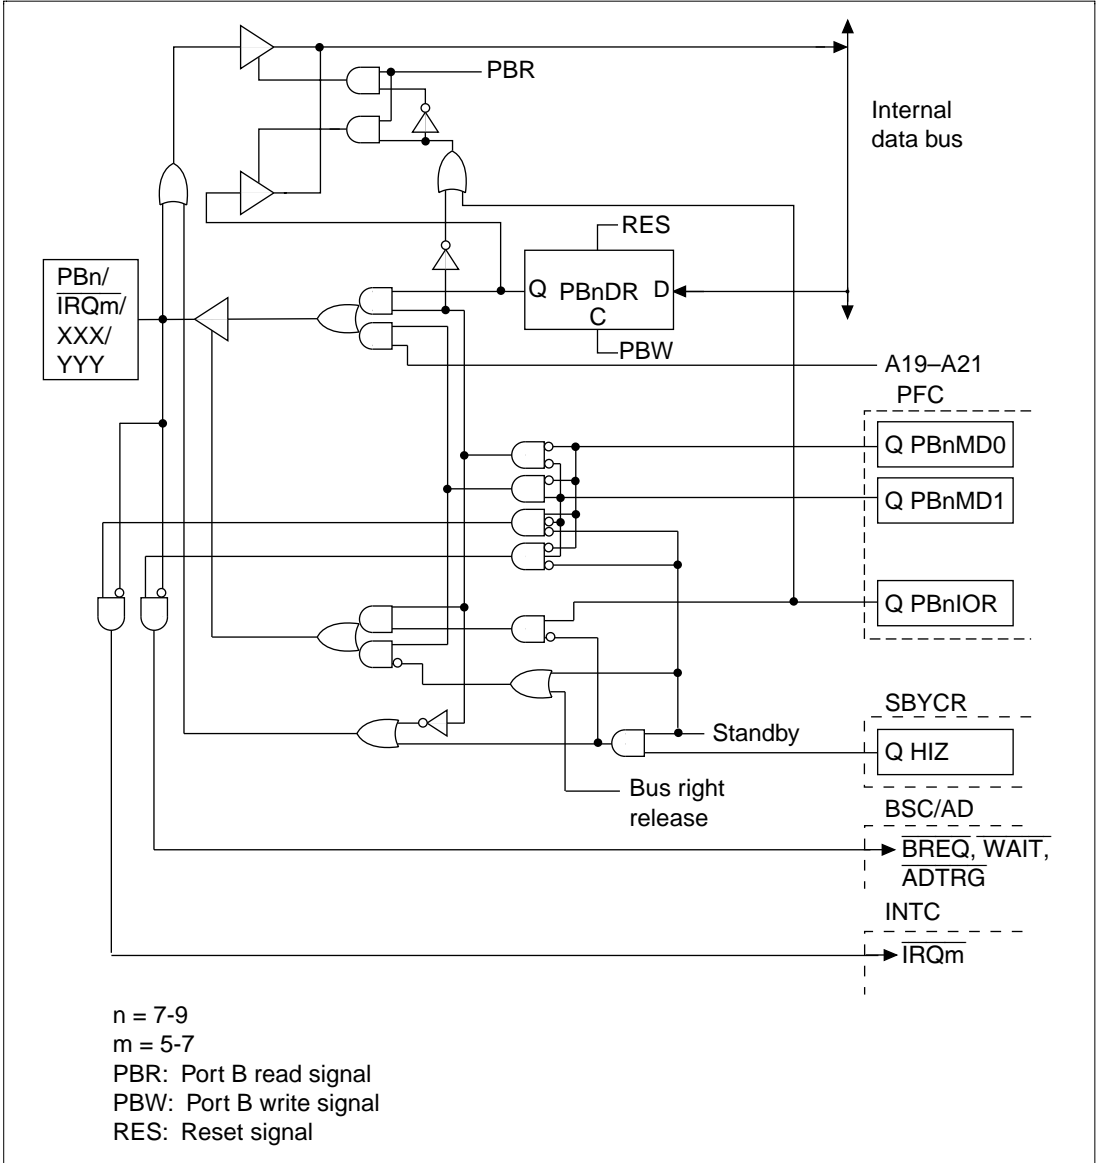 PBR
Internal
data bus
RES
PBn/
IRQm/
XXX/
YYY
Q PBnDR D
C
PBW
A19–A21
PFC
Q PBnMD0
Q PBnMD1
Q PBnIOR
SBYCR
Standby
Q HIZ
Bus right
release
BSC/AD
BREQ, WAIT,
ADTRG
INTC
IRQm
n = 7-9
m = 5-7
PBR: Port B read signal
PBW: Port B write signal
RES: Reset signal